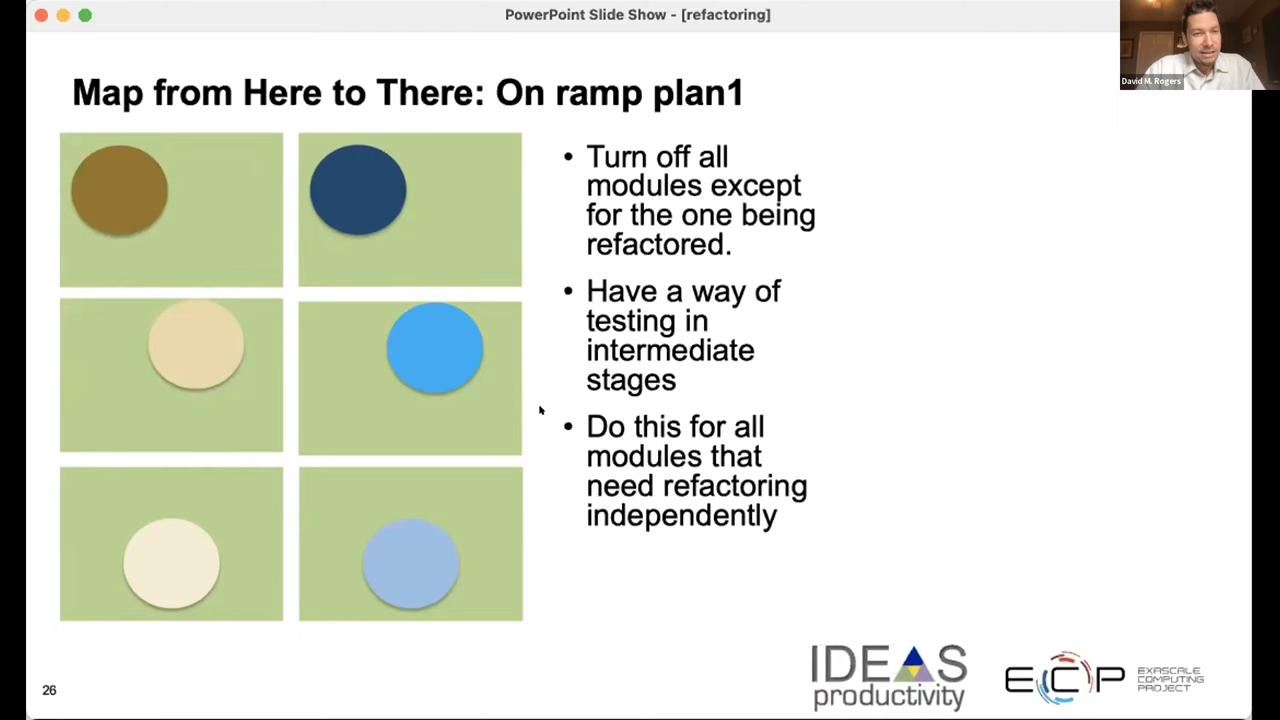 PowerPoint Slide Show - [refactoring]
David M. Rogers
Map from Here to There: On ramp plan1
• Turn off all
modules except
for the one being
refactored.
• Have a way of
testing in
intermediate
stages
• Do this for all
modules that
need refactoring
independently
26
IDEAS
productivity
ECP
EXASCALE
COMPUTING
PROJECT